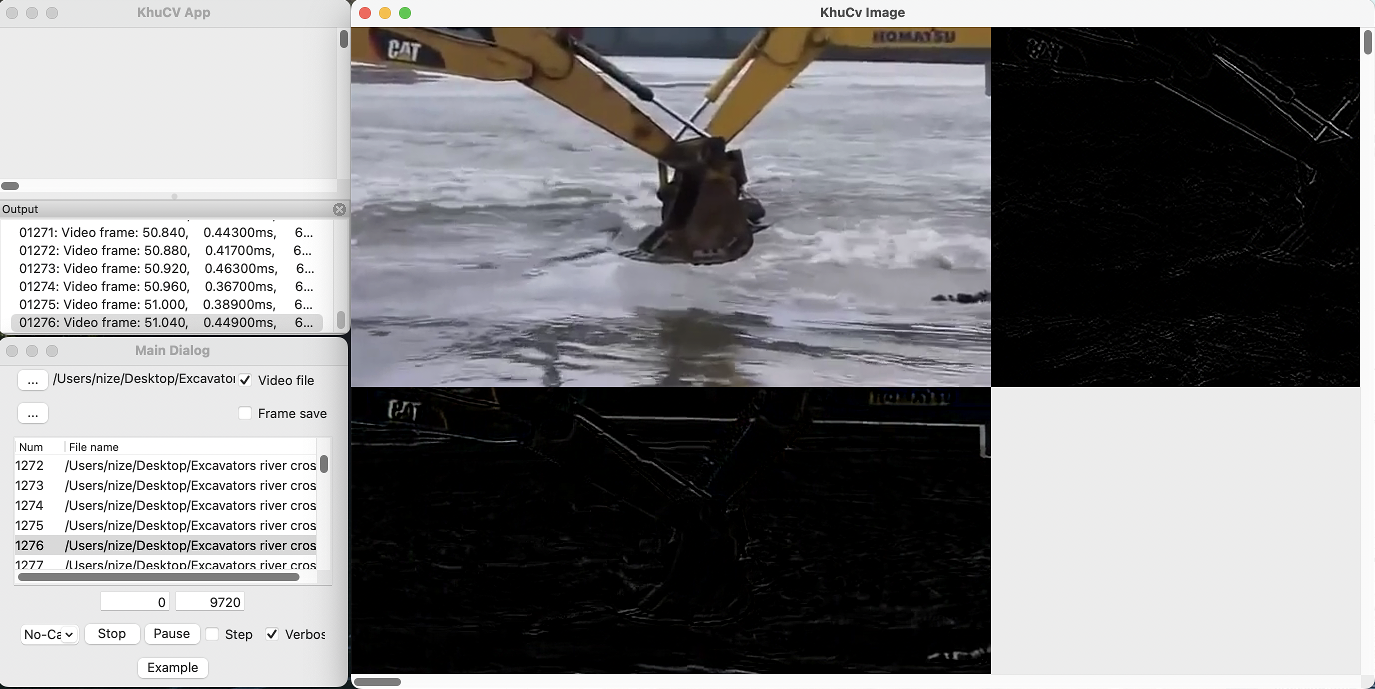 KhuCV App
Output
01271: Video frame: 50.840, 0.44300ms, 6...
01272: Video frame: 50.880, 0.41700ms, 6...
01273: Video frame: 50.920, 0.46300ms, 6...
01274: Video frame: 50.960, 0.36700ms, 6...
01275: Video frame: 51.000, 0.38900ms, 6...
01276: Video frame: 51.040, 0.44900ms, 6...
Main Dialog
... /Users/nize/Desktop/Excavator Video file
... Frame save
Num File name
1272 /Users/nize/Desktop/Excavators river cros
1273 /Users/nize/Desktop/Excavators river cros
1274 /Users/nize/Desktop/Excavators river cros
1275 /Users/nize/Desktop/Excavators river cros
1276 /Users/nize/Desktop/Excavators river cros
1277 /Users/nize/Desktop/Excavators river cros
0 9720
No-Ca Stop Pause Step Verbos
Example
KhuCv Image
CAT KOMATSU
CAT
CAT KOMATSU